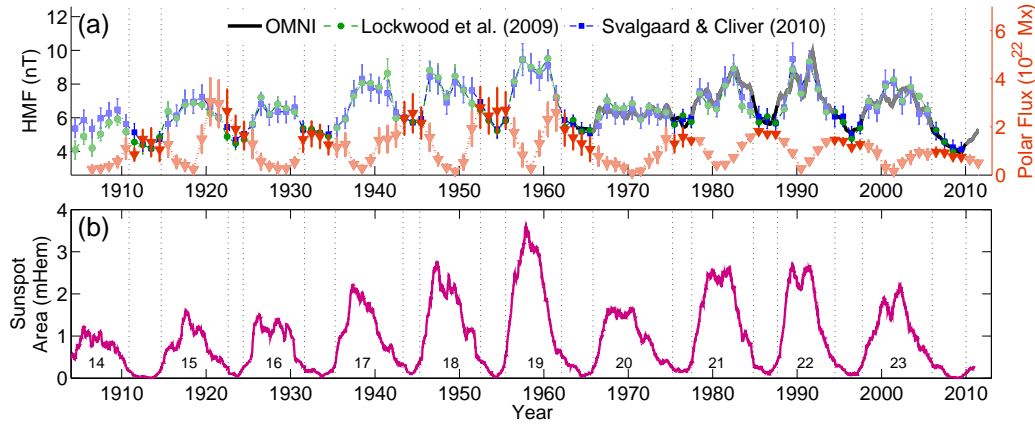 (a)
OMNI
Lockwood et al. (2009)
Svalgaard & Cliver (2010)
HMF (nT)
12
10
8
6
4
Polar Flux (10²² Mx)
6
4
2
0
1910 1920 1930 1940 1950 1960 1970 1980 1990 2000 2010
(b)
Sunspot
Area (mHem)
4
3
2
1
0
14 15 16 17 18 19 20 21 22 23
1910 1920 1930 1940 1950 1960 1970 1980 1990 2000 2010
Year